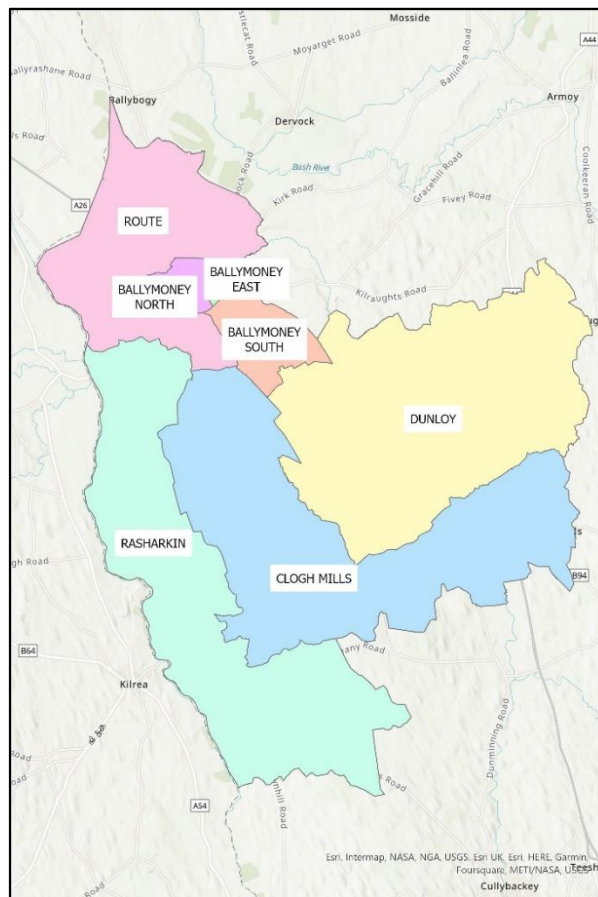 Mosside
Moyarget Road
A44
Ballinlea Road
Ballybogy
Armoy
Dervock
Bush River
Coolkeeran Road
Gracehill Road
Kirk Road
Fivey Road
A26
ROUTE
BALLYMONEY
EAST
BALLYMONEY
NORTH
Kilraughts Road
BALLYMONEY
SOUTH
DUNLOY
RASHARKIN
CLOGH MILLS
B94
B64
Kilrea
Dunminning Road
A54
Esri, Intermap, NASA, NGA, USGS, Esri UK, Esri, HERE, Garmin,
Foursquare, METI/NASA, USGS
Cullybackey